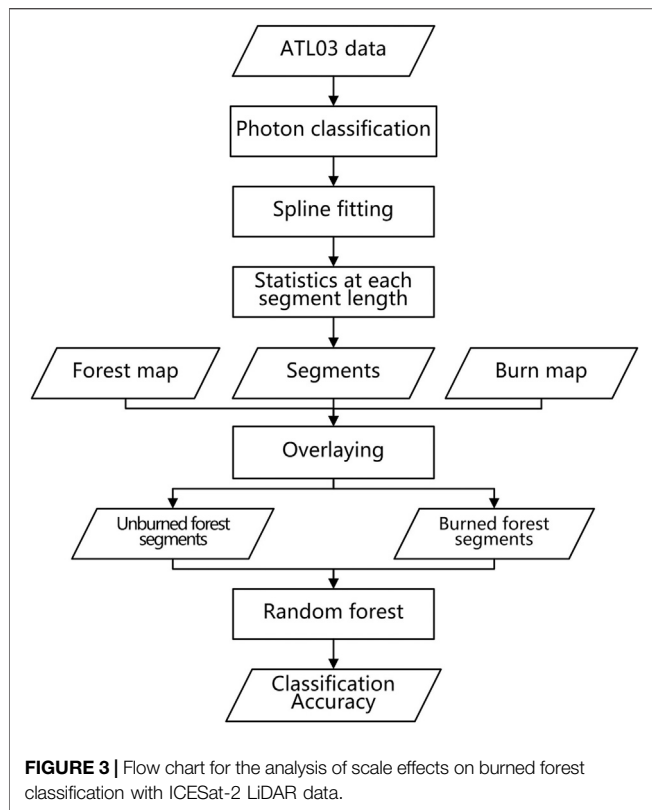 ATL03 data
Photon classification
Spline fitting
Statistics at each
segment length
Forest map
Segments
Burn map
Overlaying
Unburned forest
segments
Burned forest
segments
Random forest
Classification
Accuracy
FIGURE 3 | Flow chart for the analysis of scale effects on burned forest
classification with ICESat-2 LiDAR data.